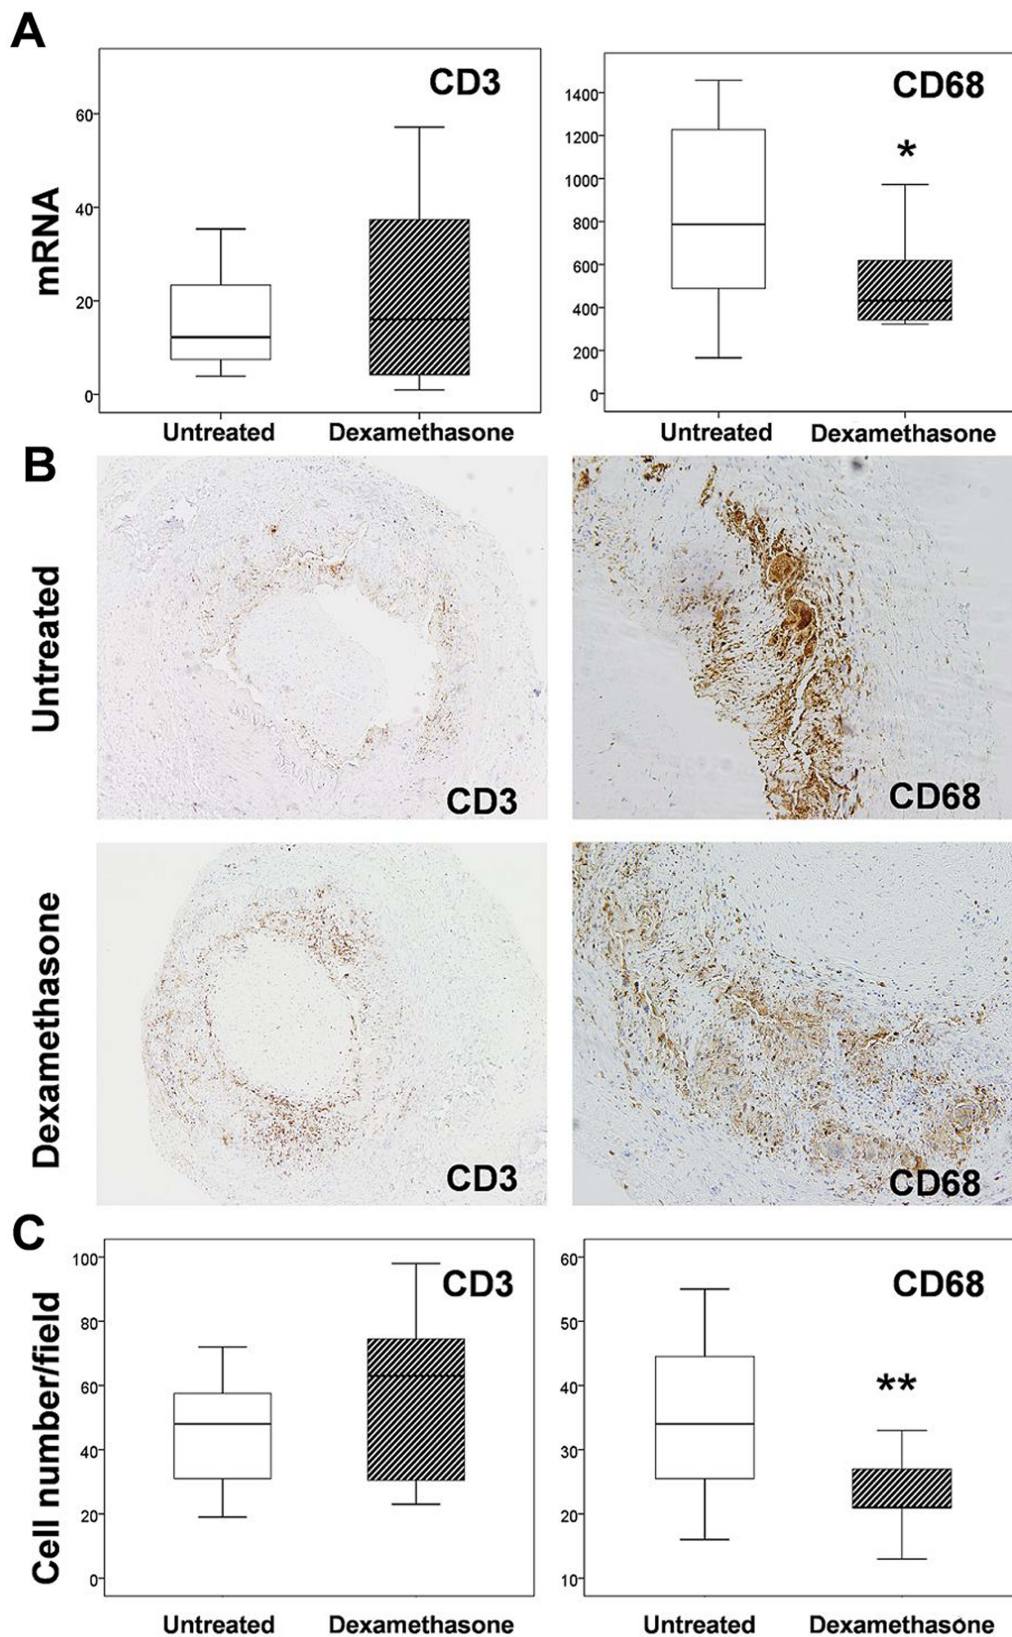 A
CD3
CD68
60
40
20
0
mRNA
*
1400
1200
1000
800
600
400
200
0
Untreated
Dexamethasone
Untreated
Dexamethasone
B
Untreated
CD3
CD68
Dexamethasone
CD3
CD68
C
CD3
CD68
100
80
60
40
20
0
Cell number/field
**
60
50
40
30
20
10
Untreated
Dexamethasone
Untreated
Dexamethasone